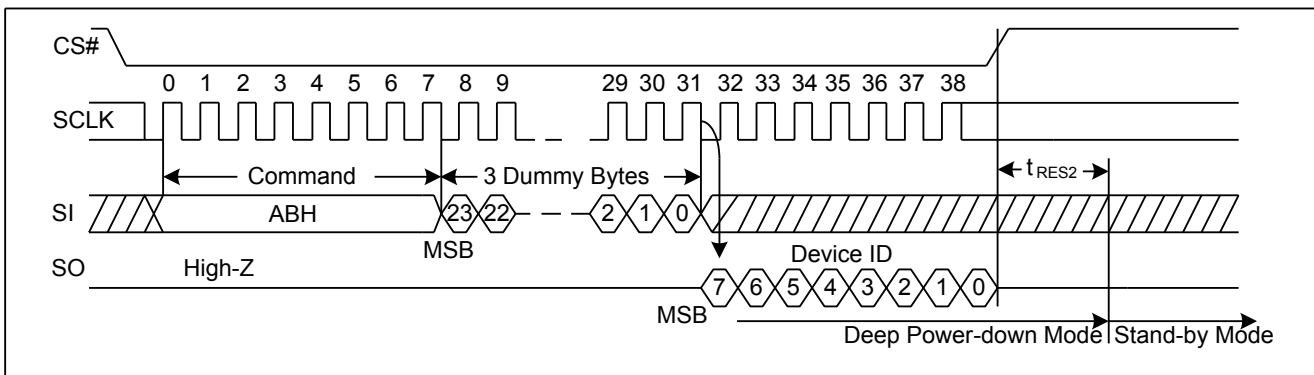 CS#
0 1 2 3 4 5 6 7 8 9 29 30 31 32 33 34 35 36 37 38
SCLK
Command 3 Dummy Bytes t RES2
SI ABH 23 22 2 1 0
MSB Device ID
SO High-Z
7 6 5 4 3 2 1 0
MSB
Deep Power-down Mode Stand-by Mode